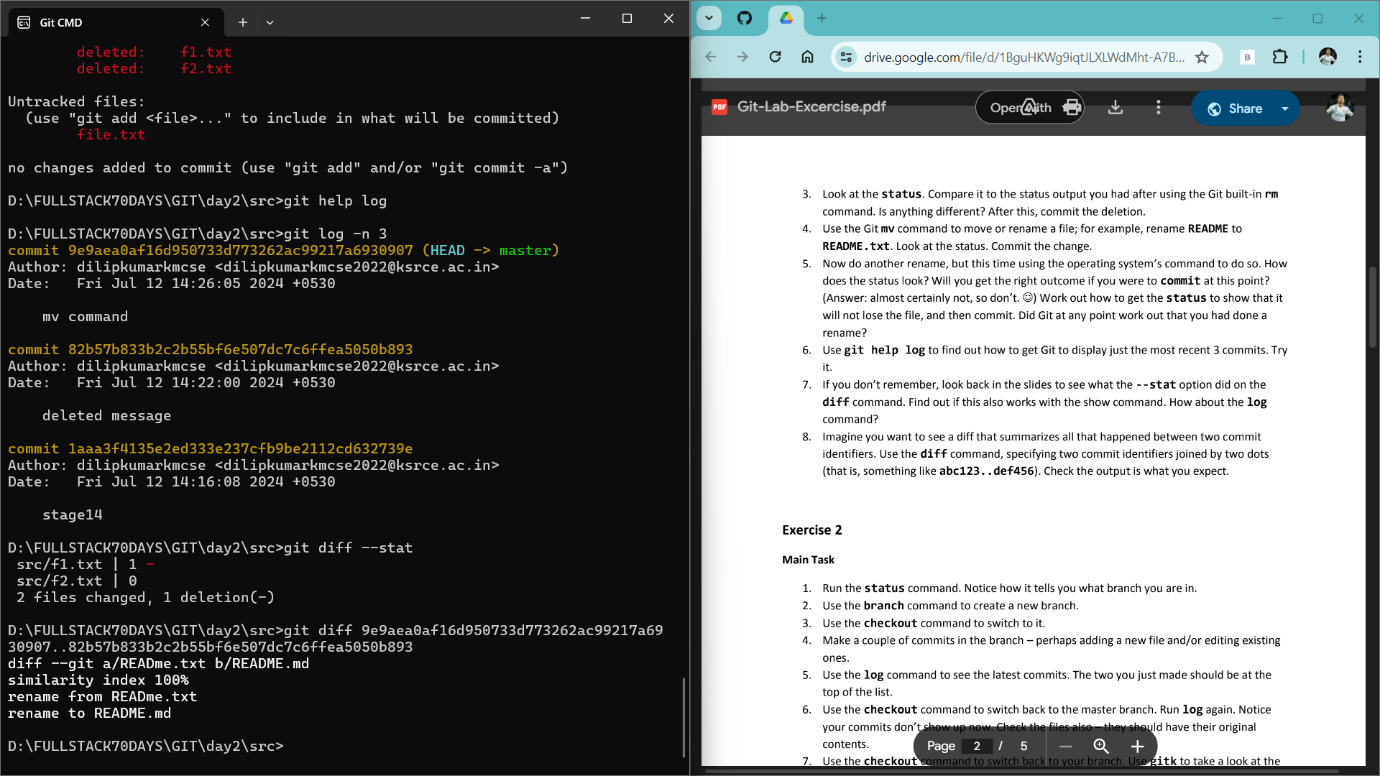 Git CMD
deleted:    f1.txt
deleted:    f2.txt
Untracked files:
(use "git add <file>..." to include in what will be committed)
file.txt
no changes added to commit (use "git add" and/or "git commit -a")
D:\FULLSTACK70DAYS\GIT\day2\src>git help log
D:\FULLSTACK70DAYS\GIT\day2\src>git log -n 3
commit 9e9aea0af16d950733d773262ac99217a6930907 (HEAD -> master)
Author: dilipkumarkmcse <dilipkumarkmcse2022@ksrce.ac.in>
Date:   Fri Jul 12 14:26:05 2024 +0530
mv command
commit 82b57b833b2c2b55bf6e507dc7c6ffea5050b893
Author: dilipkumarkmcse <dilipkumarkmcse2022@ksrce.ac.in>
Date:   Fri Jul 12 14:22:00 2024 +0530
deleted message
commit 1aaa3f4135e2ed333e237cfb9be2112cd632739e
Author: dilipkumarkmcse <dilipkumarkmcse2022@ksrce.ac.in>
Date:   Fri Jul 12 14:16:08 2024 +0530
stage14
D:\FULLSTACK70DAYS\GIT\day2\src>git diff --stat
src/f1.txt | 1 -
src/f2.txt | 0
2 files changed, 1 deletion(-)
D:\FULLSTACK70DAYS\GIT\day2\src>git diff 9e9aea0af16d950733d773262ac99217a69
30907..82b57b833b2c2b55bf6e507dc7c6ffea5050b893
diff --git a/READme.txt b/README.md
similarity index 100%
rename from READme.txt
rename to README.md
D:\FULLSTACK70DAYS\GIT\day2\src>
drive.google.com/file/d/1BguHKWg9iqtJLXLWdMht-A7B...
B
PDF
Git-Lab-Excercise.pdf
Open with
Share
3. Look at the status. Compare it to the status output you had after using the Git built-in rm
command. Is anything different? After this, commit the deletion.
4. Use the Git mv command to move or rename a file; for example, rename README to
README.txt. Look at the status. Commit the change.
5. Now do another rename, but this time using the operating system's command to do so. How
does the status look? Will you get the right outcome if you were to commit at this point?
(Answer: almost certainly not, so don't. ☺) Work out how to get the status to show that it
will not lose the file, and then commit. Did Git at any point work out that you had done a
rename?
6. Use git help log to find out how to get Git to display just the most recent 3 commits. Try
it.
7. If you don't remember, look back in the slides to see what the --stat option did on the
diff command. Find out if this also works with the show command. How about the log
command?
8. Imagine you want to see a diff that summarizes all that happened between two commit
identifiers. Use the diff command, specifying two commit identifiers joined by two dots
(that is, something like abc123..def456). Check the output is what you expect.
Exercise 2
Main Task
1. Run the status command. Notice how it tells you what branch you are in.
2. Use the branch command to create a new branch.
3. Use the checkout command to switch to it.
4. Make a couple of commits in the branch – perhaps adding a new file and/or editing existing
ones.
5. Use the log command to see the latest commits. The two you just made should be at the
top of the list.
6. Use the checkout command to switch back to the master branch. Run log again. Notice
your commits don't show up now. Check the files also – they should have their original
contents.
Page 2 / 5
7. Use the checkout command to switch back to your branch. Use gitk to take a look at the